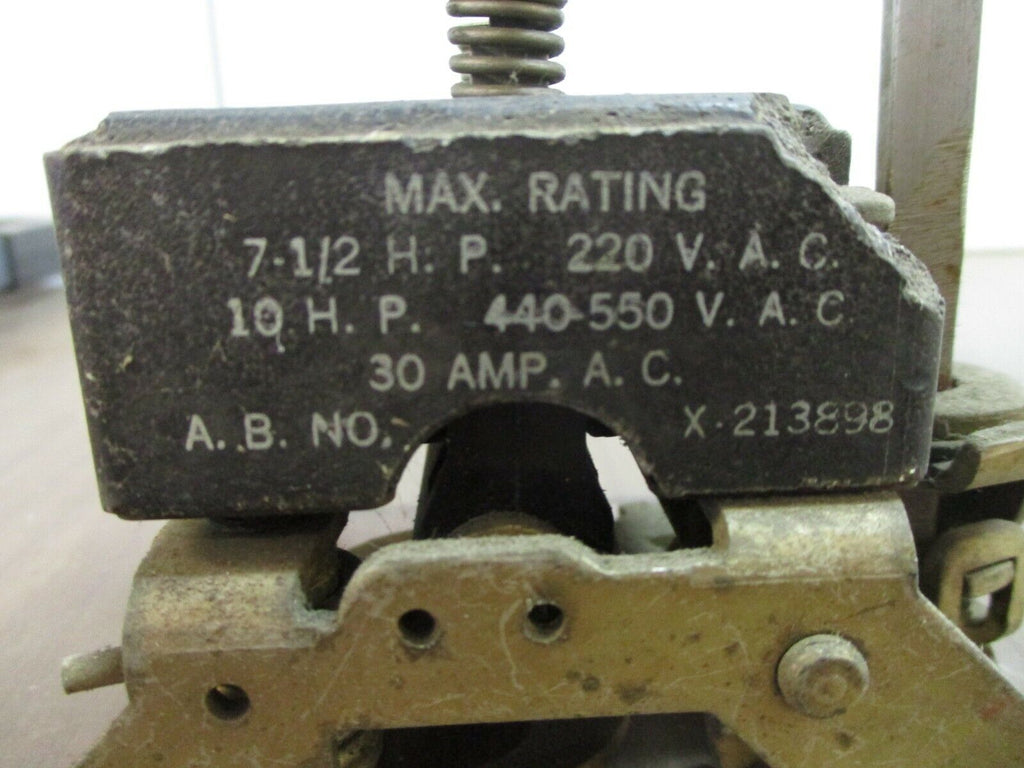 MAX. RATING
7-1/2 H. P. 220 V. A. C.
10 H. P. 440-550 V. A. C
30 AMP. A. C.
A. B. NO. X-213898